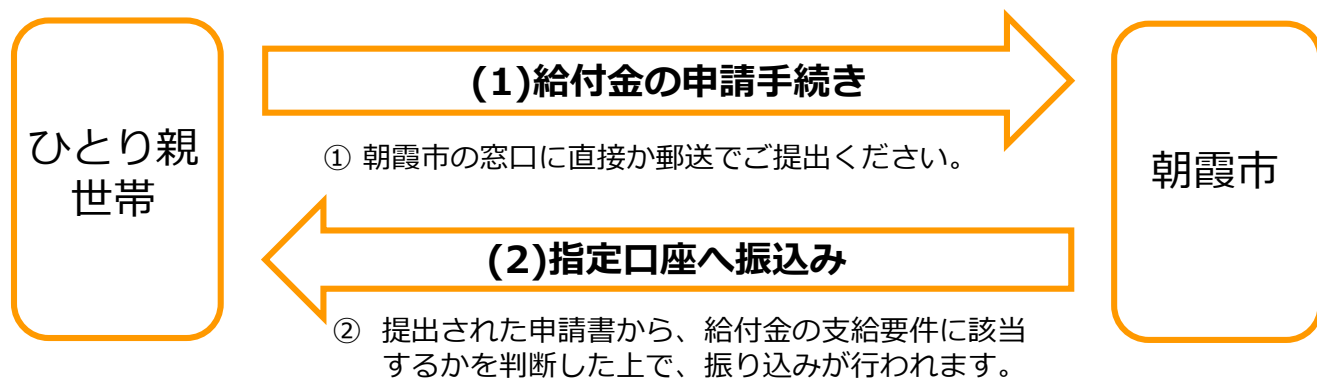 ひとり親
世帯
(1)給付金の申請手続き
① 朝霞市の窓口に直接か郵送でご提出ください。
(2)指定口座へ振込み
② 提出された申請書から、給付金の支給要件に該当
するかを判断した上で、振り込みが行われます。
朝霞市